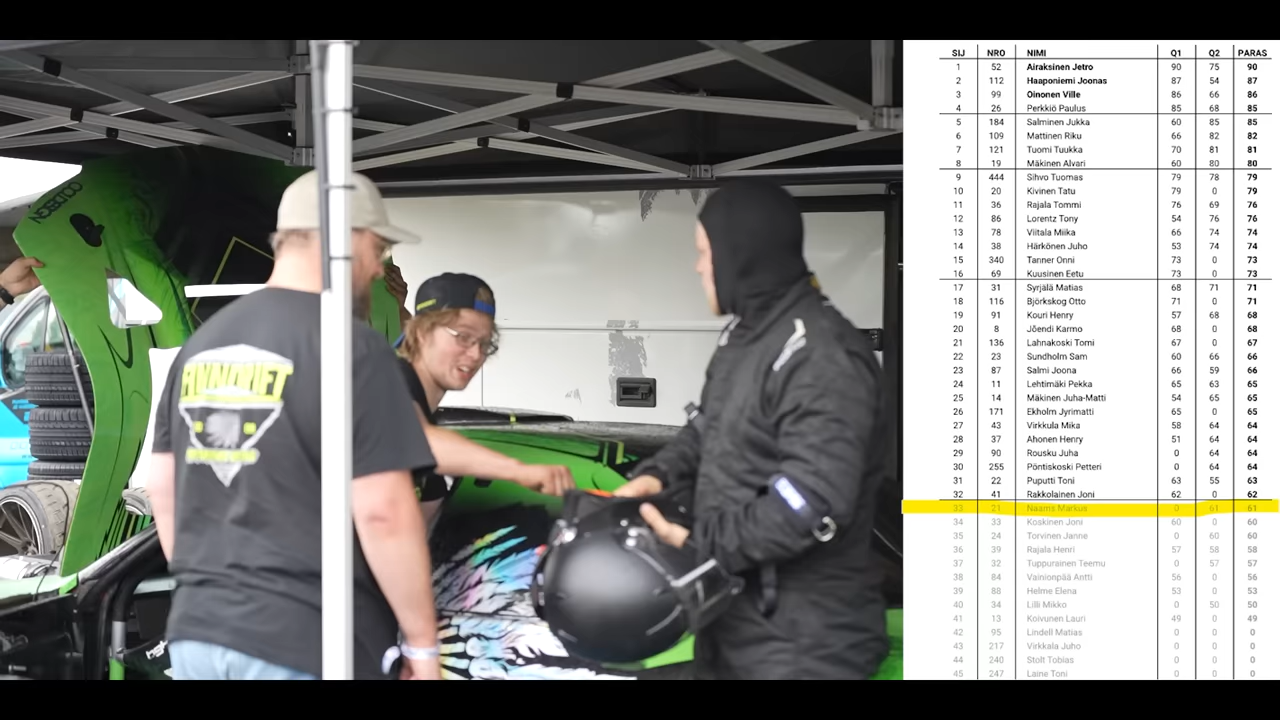 FINNDRIFT
SIJ NRO NIMI Q1 Q2 PARAS
1 52 Airaksinen Jetro 90 75 90
2 112 Haaponiemi Joonas 87 54 87
3 99 Oinonen Ville 86 66 86
4 26 Perkkiö Paulus 85 68 85
5 184 Salminen Jukka 60 85 85
6 109 Mattinen Riku 66 82 82
7 121 Tuomi Tuukka 70 81 81
8 19 Mäkinen Alvari 60 80 80
9 444 Sihvo Tuomas 79 78 79
10 20 Kivinen Tatu 79 0 79
11 36 Rajala Tommi 76 69 76
12 86 Lorentz Tony 54 76 76
13 78 Viitala Miika 66 74 74
14 38 Härkönen Juho 53 74 74
15 340 Tanner Onni 73 0 73
16 69 Kuusinen Eetu 73 0 73
17 31 Syrjälä Matias 68 71 71
18 116 Björkskog Otto 71 0 71
19 91 Kouri Henry 57 68 68
20 8 Jõendi Karmo 68 0 68
21 136 Lahnakoski Tomi 67 0 67
22 23 Sundholm Sam 60 66 66
23 87 Salmi Joona 66 59 66
24 11 Lehtimäki Pekka 65 63 65
25 14 Mäkinen Juha-Matti 54 65 65
26 171 Ekholm Jyrimatti 65 0 65
27 43 Virkkula Mika 58 64 64
28 37 Ahonen Henry 51 64 64
29 90 Rousku Juha 0 64 64
30 255 Pöntiskoski Petteri 0 64 64
31 22 Puputti Toni 63 55 63
32 41 Rakkolainen Joni 62 0 62
33 21 Naams Markus 0 61 61
34 33 Koskinen Joni 60 0 60
35 24 Torvinen Janne 0 60 60
36 39 Rajala Henri 57 58 58
37 32 Tuppurainen Teemu 0 57 57
38 84 Vainionpää Antti 56 0 56
39 88 Helme Elena 53 0 53
40 34 Lilli Mikko 0 50 50
41 13 Koivunen Lauri 49 0 49
42 95 Lindell Matias 0 0 0
43 217 Virkkala Juho 0 0 0
44 240 Stolt Tobias 0 0 0
45 247 Laine Toni 0 0 0